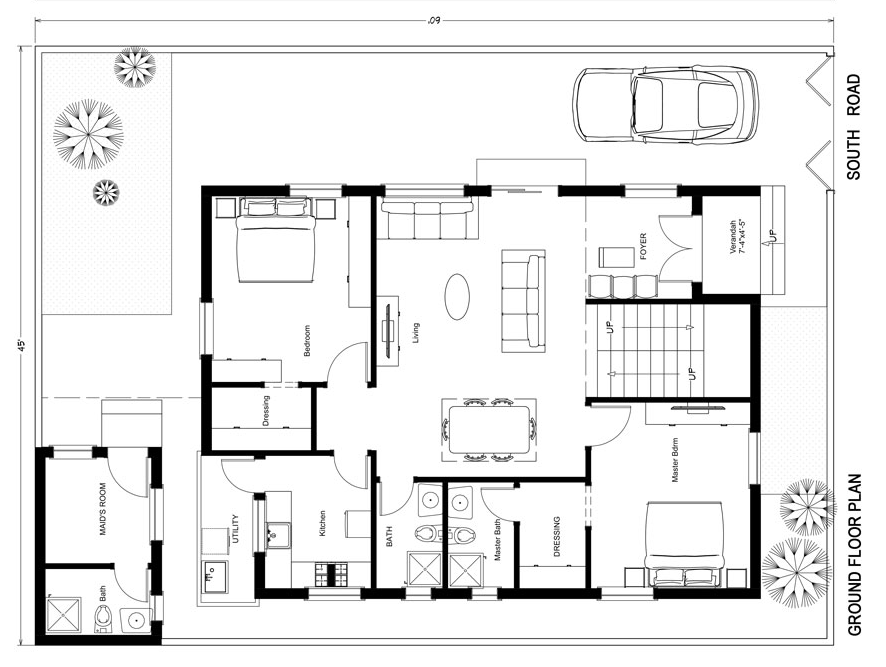 .09
45'
SOUTH ROAD
GROUND FLOOR PLAN
Verandah
7'-4"x4'-5"
UP
FOYER
Living
Bedroom
Dressing
UP
UP
Master Bdrm
MAID'S ROOM
Bath
UTILITY
Kitchen
BATH
Master Bath
DRESSING